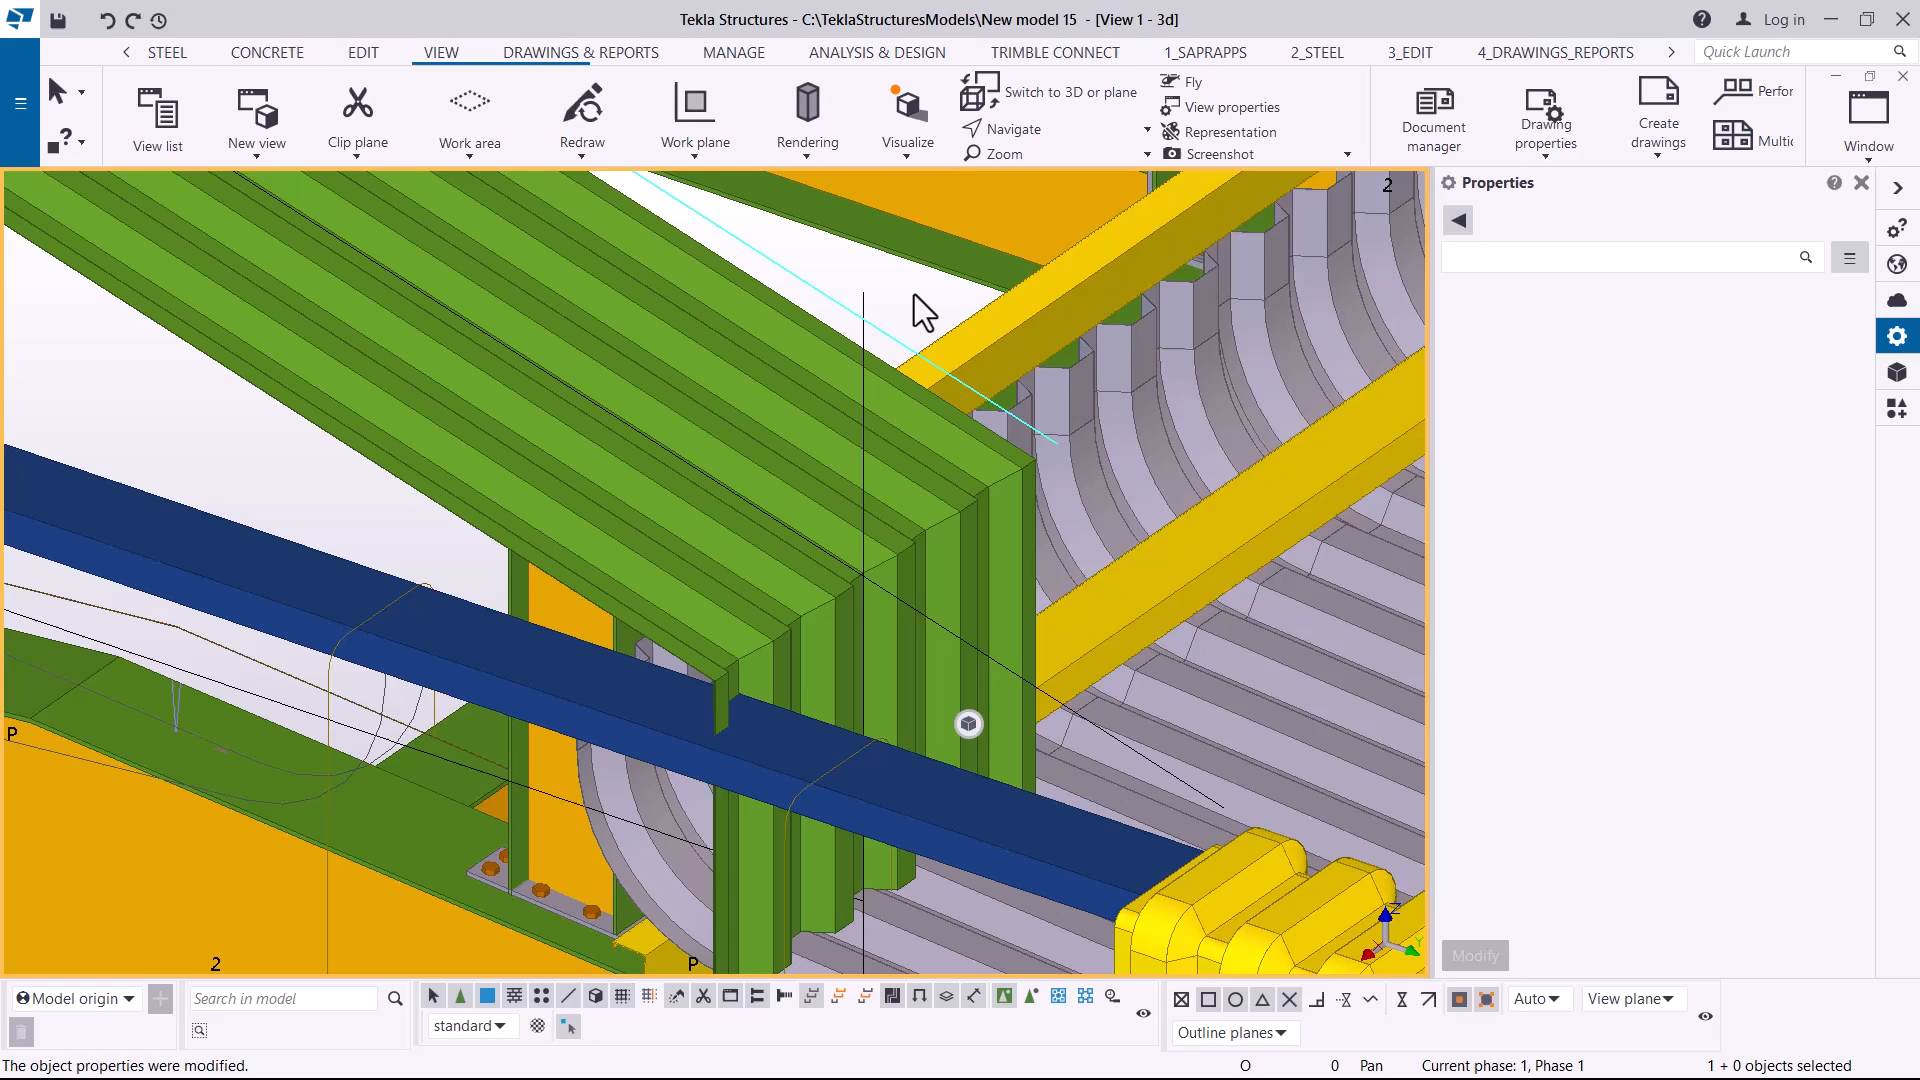 Tekla Structures - C:\TeklaStructuresModels\New model 15 - [View 1 - 3d]
Log in
STEEL CONCRETE EDIT VIEW DRAWINGS & REPORTS MANAGE ANALYSIS & DESIGN TRIMBLE CONNECT 1_SAPRAPPS 2_STEEL 3_EDIT 4_DRAWINGS_REPORTS
Quick Launch
View list
New view
Clip plane
Work area
Redraw
Work plane
Rendering
Visualize
Switch to 3D or plane
Navigate
Zoom
Fly
View properties
Representation
Screenshot
Document manager
Drawing properties
Create drawings
Perfor
Multi
Window
2
Properties
P
2
P
Z
Y
X
Modify
Model origin
Search in model
standard
Auto
View plane
Outline planes
The object properties were modified.
O
0
Pan
Current phase: 1, Phase 1
1 + 0 objects selected